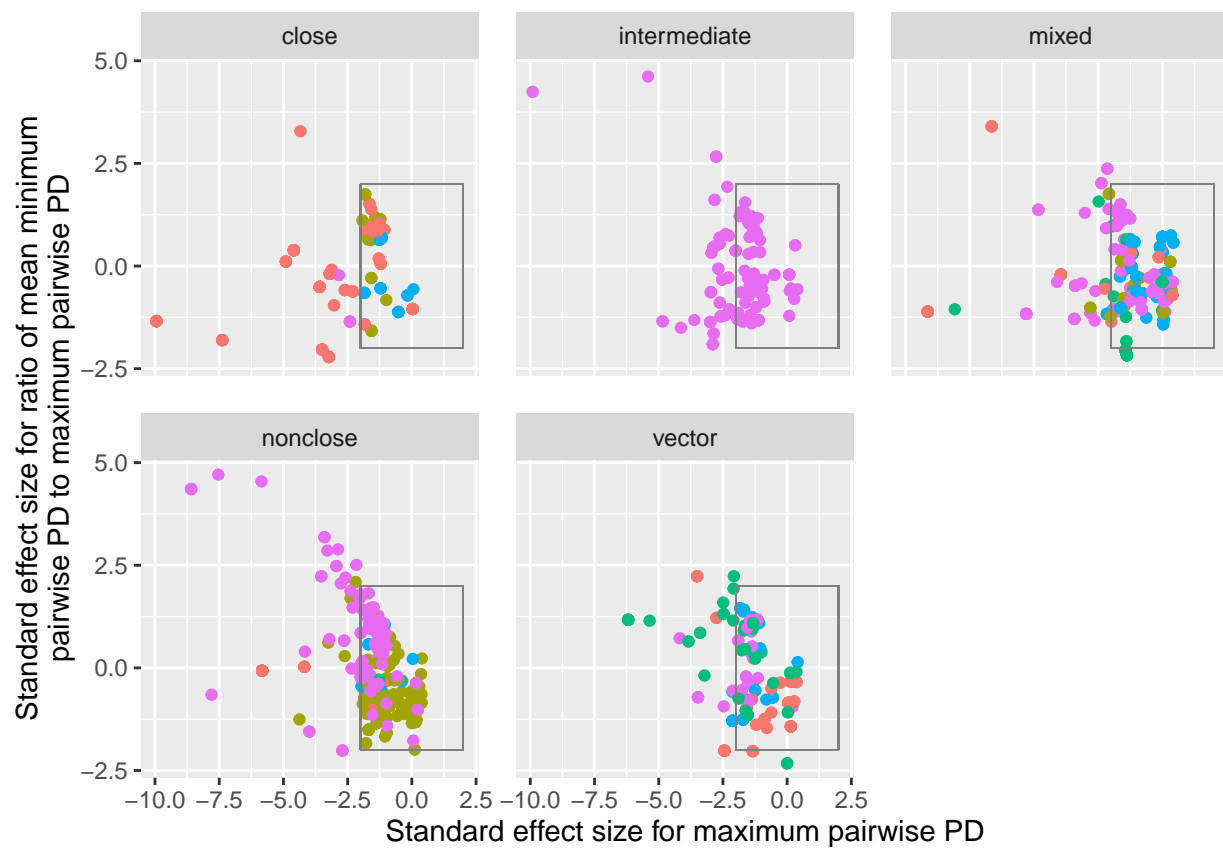 close
intermediate
mixed
5.0
2.5
0.0
−2.5
nonclose
vector
5.0
2.5
0.0
−2.5
−10.0 −7.5 −5.0 −2.5 0.0 2.5
−10.0 −7.5 −5.0 −2.5 0.0 2.5
Standard effect size for maximum pairwise PD
Standard effect size for ratio of mean minimum
pairwise PD to maximum pairwise PD